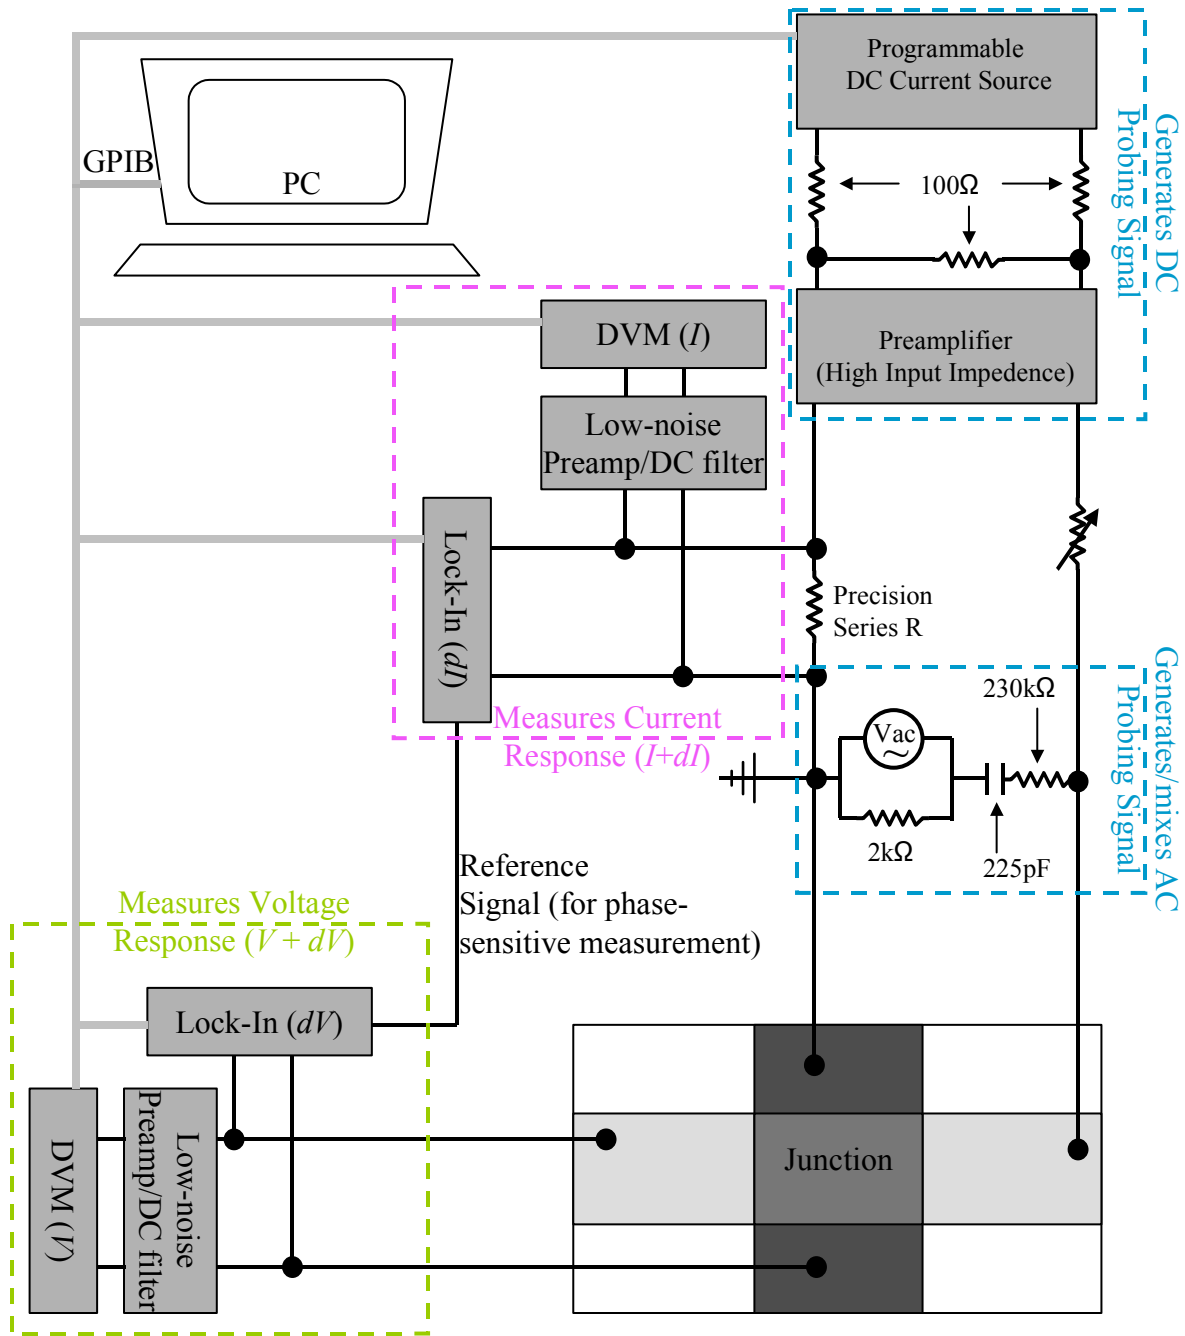 Programmable
DC Current Source
Generates DC
Probing Signal
GPIB
PC
100Ω
DVM (I)
Preamplifier
(High Input Impedence)
Low-noise
Preamp/DC filter
Lock-In (dI)
Precision
Series R
Measures Current
Response (I+dI)
Generates/mixes AC
Probing Signal
230kΩ
Vac
~
2kΩ
225pF
Reference
Signal (for phase-
sensitive measurement)
Measures Voltage
Response (V + dV)
Lock-In (dV)
DVM (V)
Low-noise
Preamp/DC filter
Junction